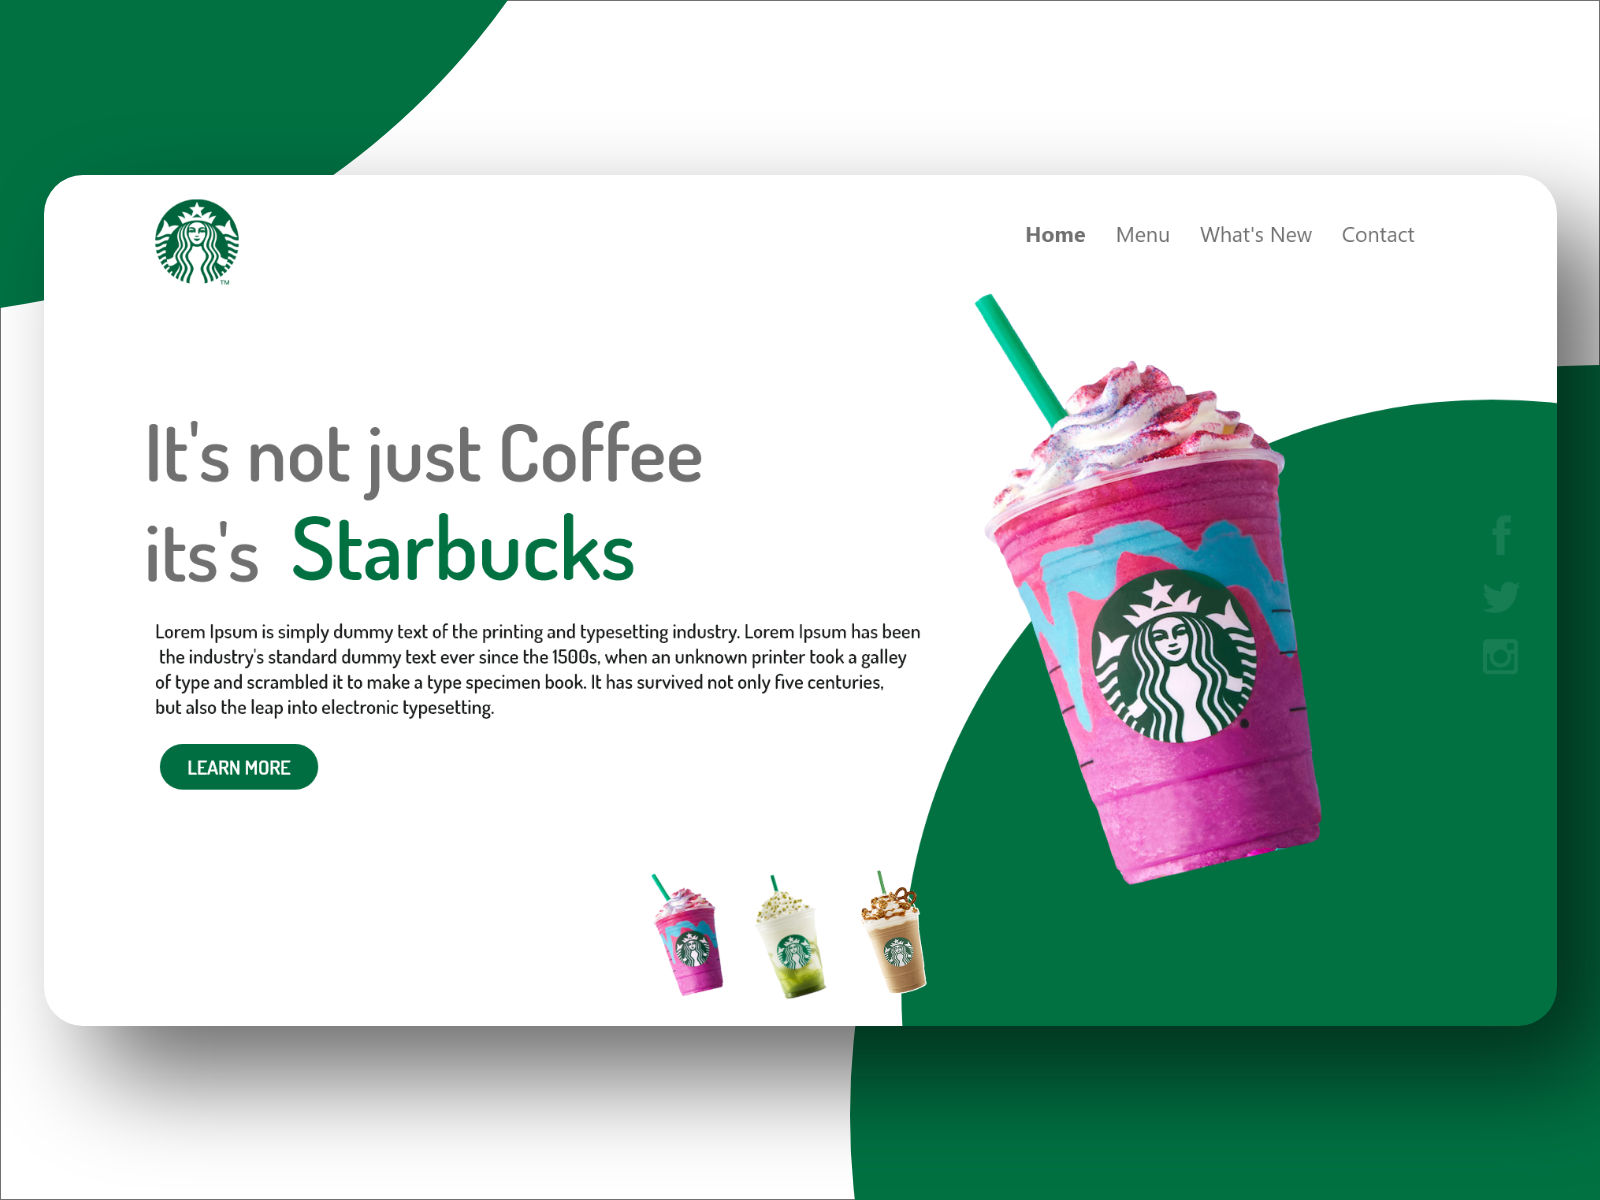 Home Menu What's New Contact
It's not just Coffee
its's Starbucks
Lorem Ipsum is simply dummy text of the printing and typesetting industry. Lorem Ipsum has been
the industry's standard dummy text ever since the 1500s, when an unknown printer took a galley
of type and scrambled it to make a type specimen book. It has survived not only five centuries,
but also the leap into electronic typesetting.
LEARN MORE